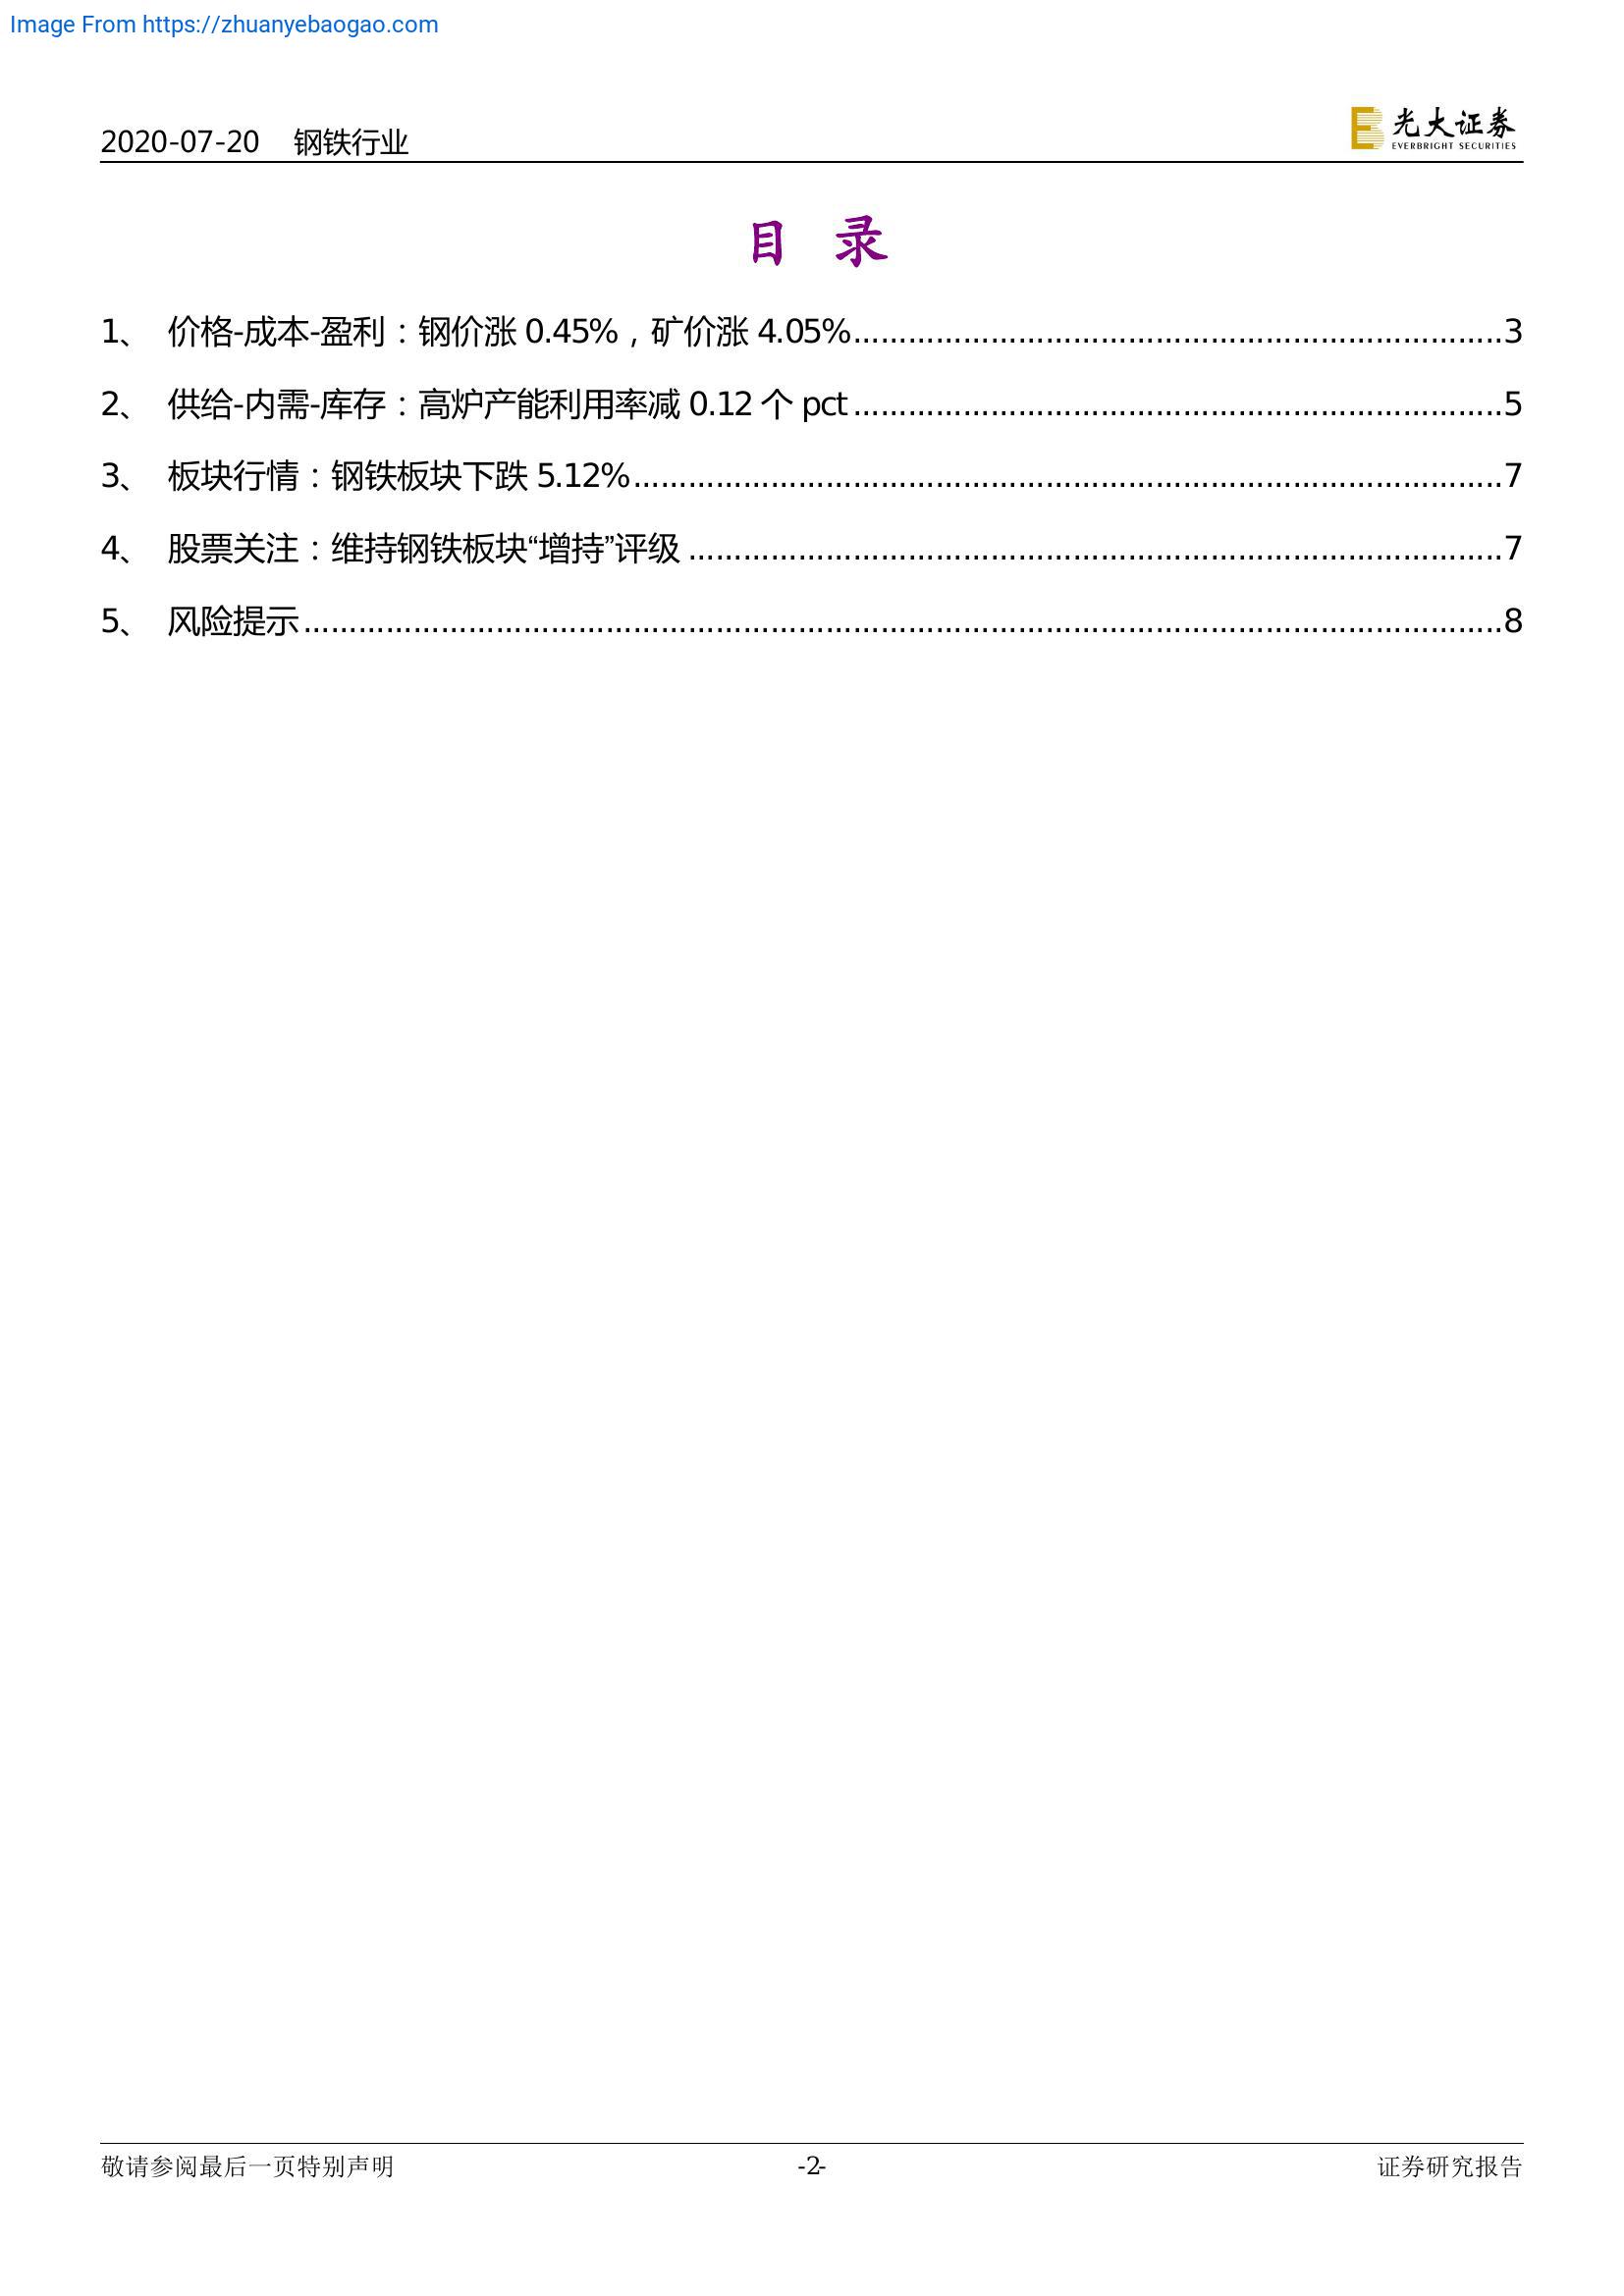 Image From https://zhuanyebaogao.com
2020-07-20 钢铁行业
光大证券
EVERBRIGHT SECURITIES
目 录
1、 价格-成本-盈利：钢价涨 0.45%，矿价涨 4.05%........................................................................3
2、 供给-内需-库存：高炉产能利用率减 0.12 个 pct........................................................................5
3、 板块行情：钢铁板块下跌 5.12%................................................................................................7
4、 股票关注：维持钢铁板块“增持”评级..........................................................................................7
5、 风险提示....................................................................................................................................8
敬请参阅最后一页特别声明 -2- 证券研究报告